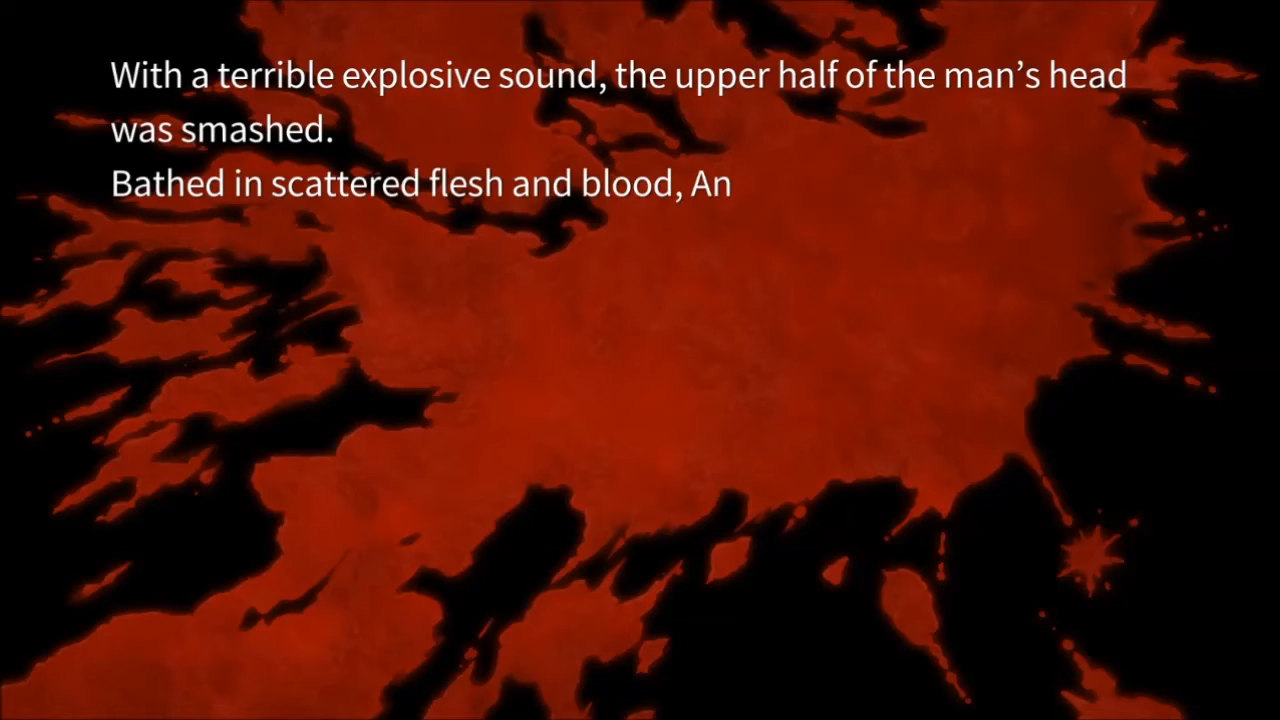 With a terrible explosive sound, the upper half of the man’s head
was smashed.
Bathed in scattered flesh and blood, An